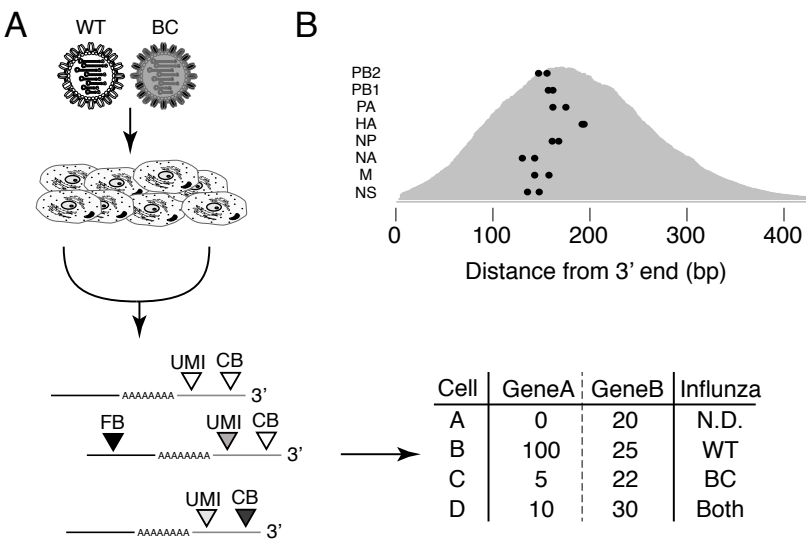 A
WT BC
B
PB2
PB1
PA
HA
NP
NA
M
NS
0 100 200 300 400
Distance from 3’ end (bp)
UMI CB
AAAAAAAA 3’
FB UMI CB
AAAAAAAA 3’
UMI CB
AAAAAAAA 3’
Cell GeneA GeneB Influnza
A 0 20 N.D.
B 100 25 WT
C 5 22 BC
D 10 30 Both